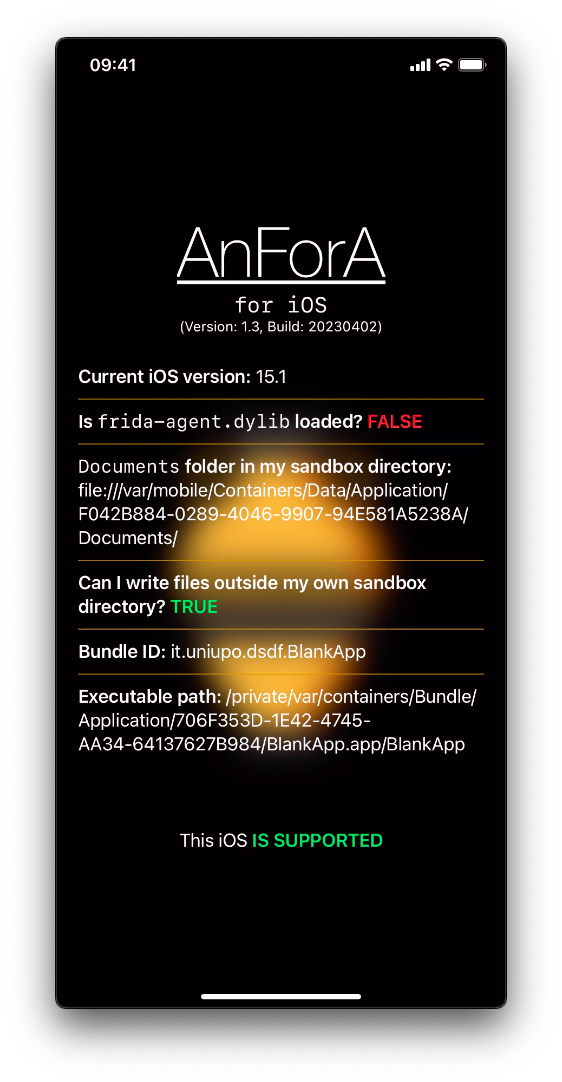 09:41
AnForA
for iOS
(Version: 1.3, Build: 20230402)
Current iOS version: 15.1
Is frida-agent.dylib loaded? FALSE
Documents folder in my sandbox directory:
file:///var/mobile/Containers/Data/Application/
F042B884-0289-4046-9907-94E581A5238A/
Documents/
Can I write files outside my own sandbox
directory? TRUE
Bundle ID: it.uniupo.dsdf.BlankApp
Executable path: /private/var/containers/Bundle/
Application/706F353D-1E42-4745-
AA34-64137627B984/BlankApp.app/BlankApp
This iOS IS SUPPORTED